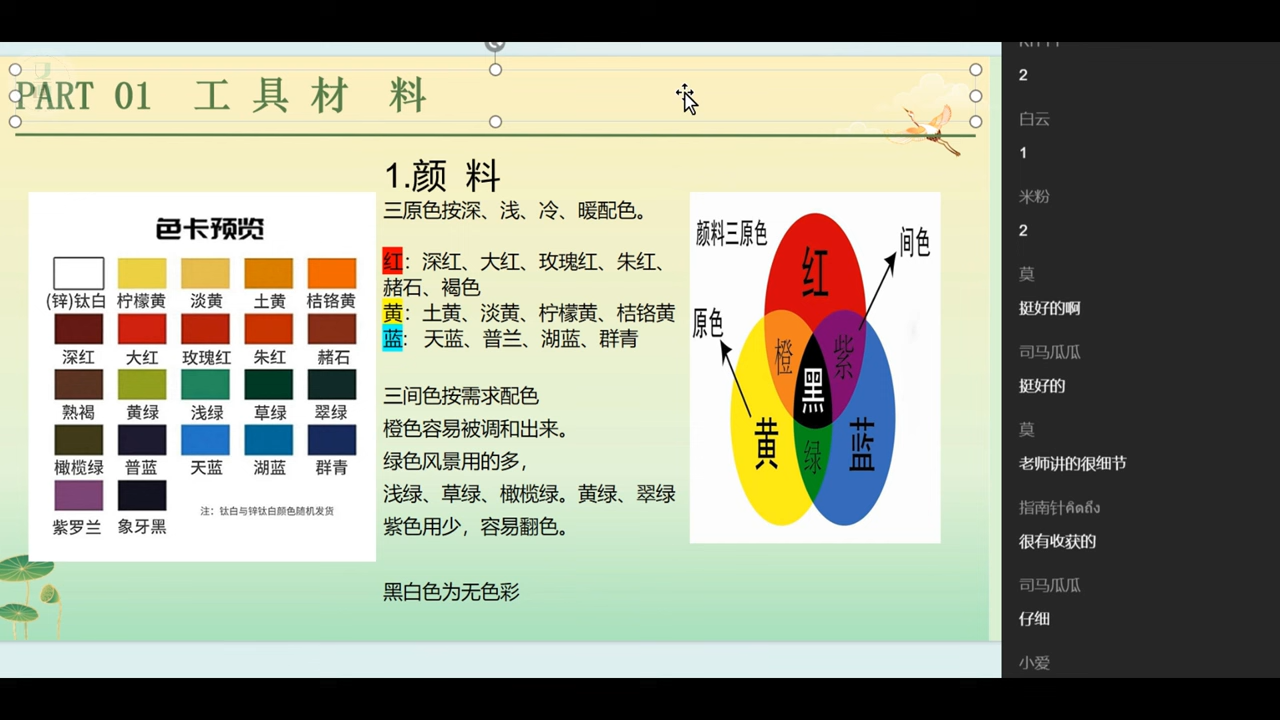 PART 01 工 具 材 料
1.颜 料
色卡预览
(锌)钛白 柠檬黄 淡黄 土黄 桔铬黄
深红 大红 玫瑰红 朱红 赭石
熟褐 黄绿 浅绿 草绿 翠绿
橄榄绿 普蓝 天蓝 湖蓝 群青
紫罗兰 象牙黑
注：钛白与锌钛白颜色随机发货
三原色按深、浅、冷、暖配色。
红：深红、大红、玫瑰红、朱红、
赭石、褐色
黄：土黄、淡黄、柠檬黄、桔铬黄
蓝： 天蓝、普兰、湖蓝、群青
三间色按需求配色
橙色容易被调和出来。
绿色风景用的多，
浅绿、草绿、橄榄绿。黄绿、翠绿
紫色用少，容易翻色。
黑白色为无色彩
颜料三原色
间色
红
原色
橙
紫
黑
黄
绿
蓝
2
白云
1
米粉
2
莫
挺好的啊
司马瓜瓜
挺好的
莫
老师讲的很细节
指南针คิดถึง
很有收获的
司马瓜瓜
仔细
小爱